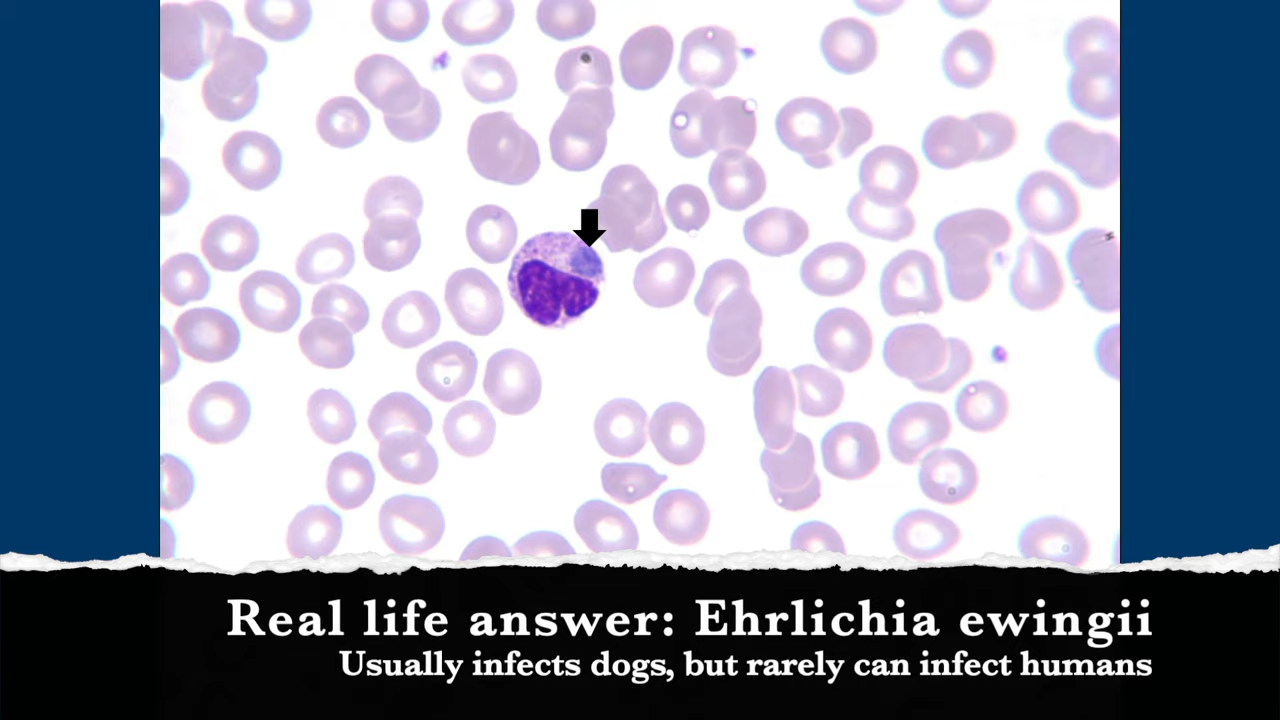 Real life answer: Ehrlichia ewingii
Usually infects dogs, but rarely can infect humans